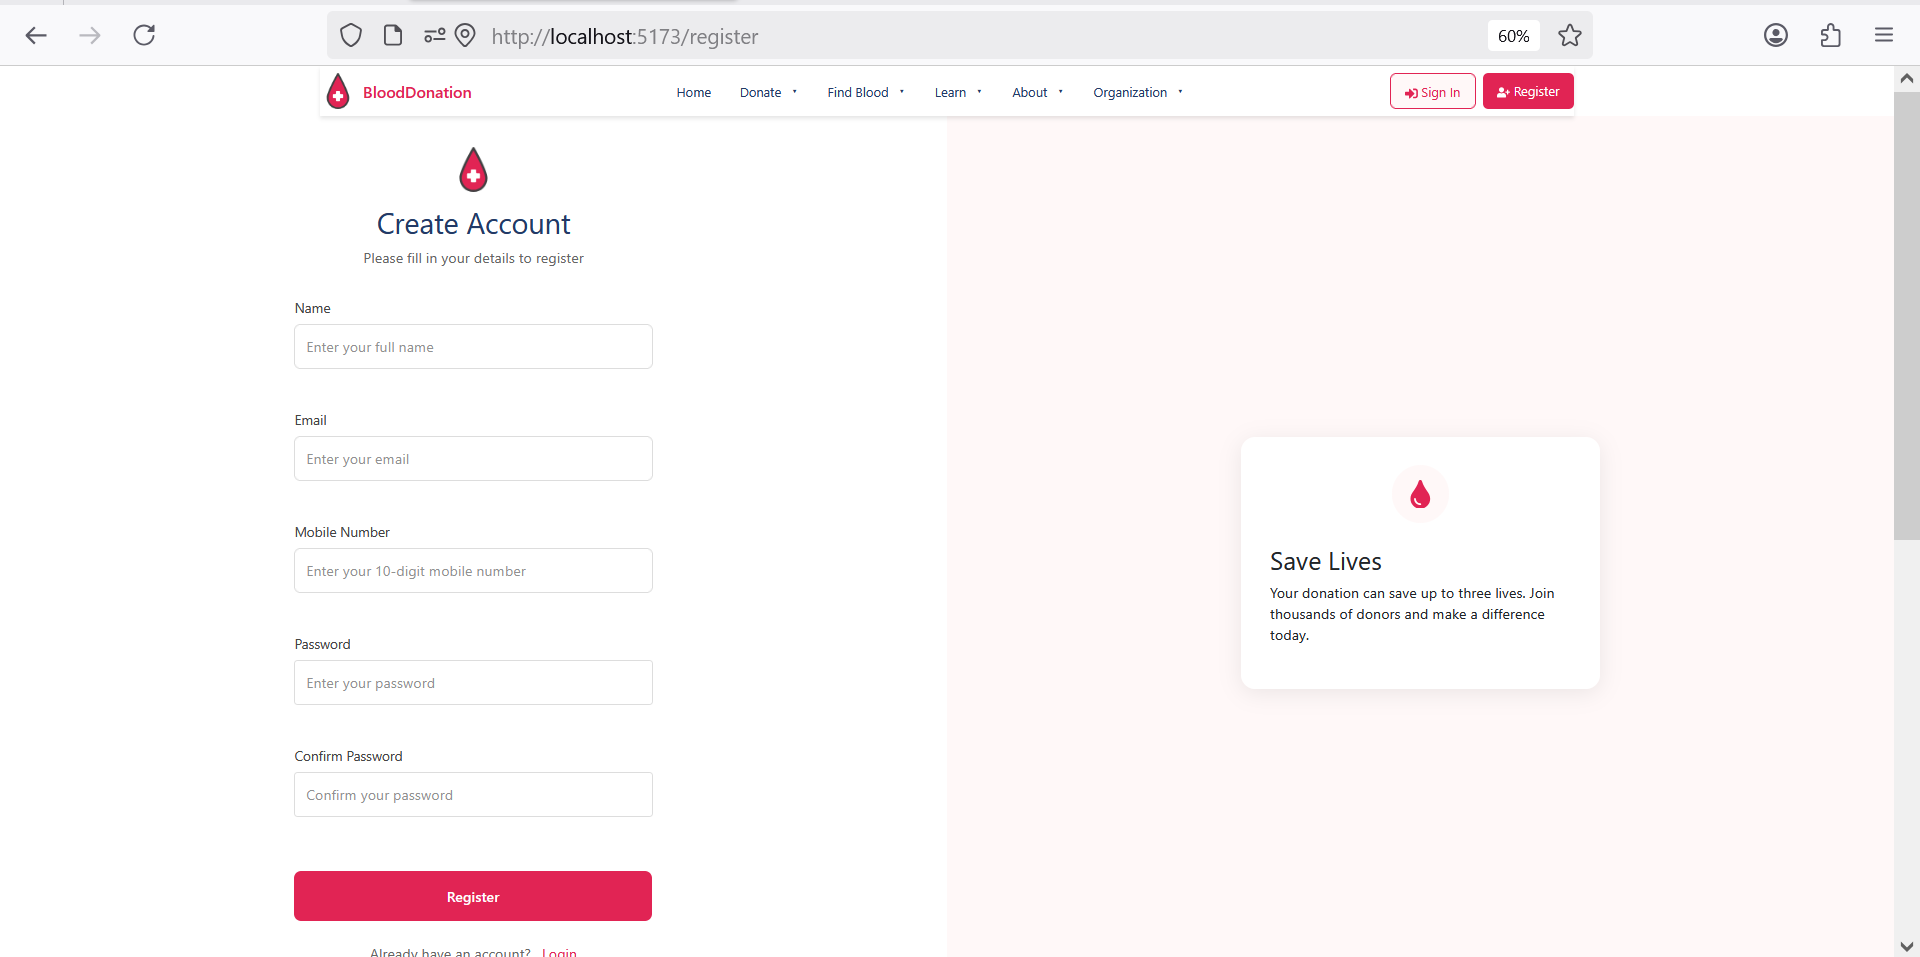 http://localhost:5173/register
60%
BloodDonation
Home
Donate
Find Blood
Learn
About
Organization
Sign In
Register
Create Account
Please fill in your details to register
Name
Enter your full name
Email
Enter your email
Mobile Number
Enter your 10-digit mobile number
Password
Enter your password
Confirm Password
Confirm your password
Register
Already have an account? Login
Save Lives
Your donation can save up to three lives. Join
thousands of donors and make a difference
today.